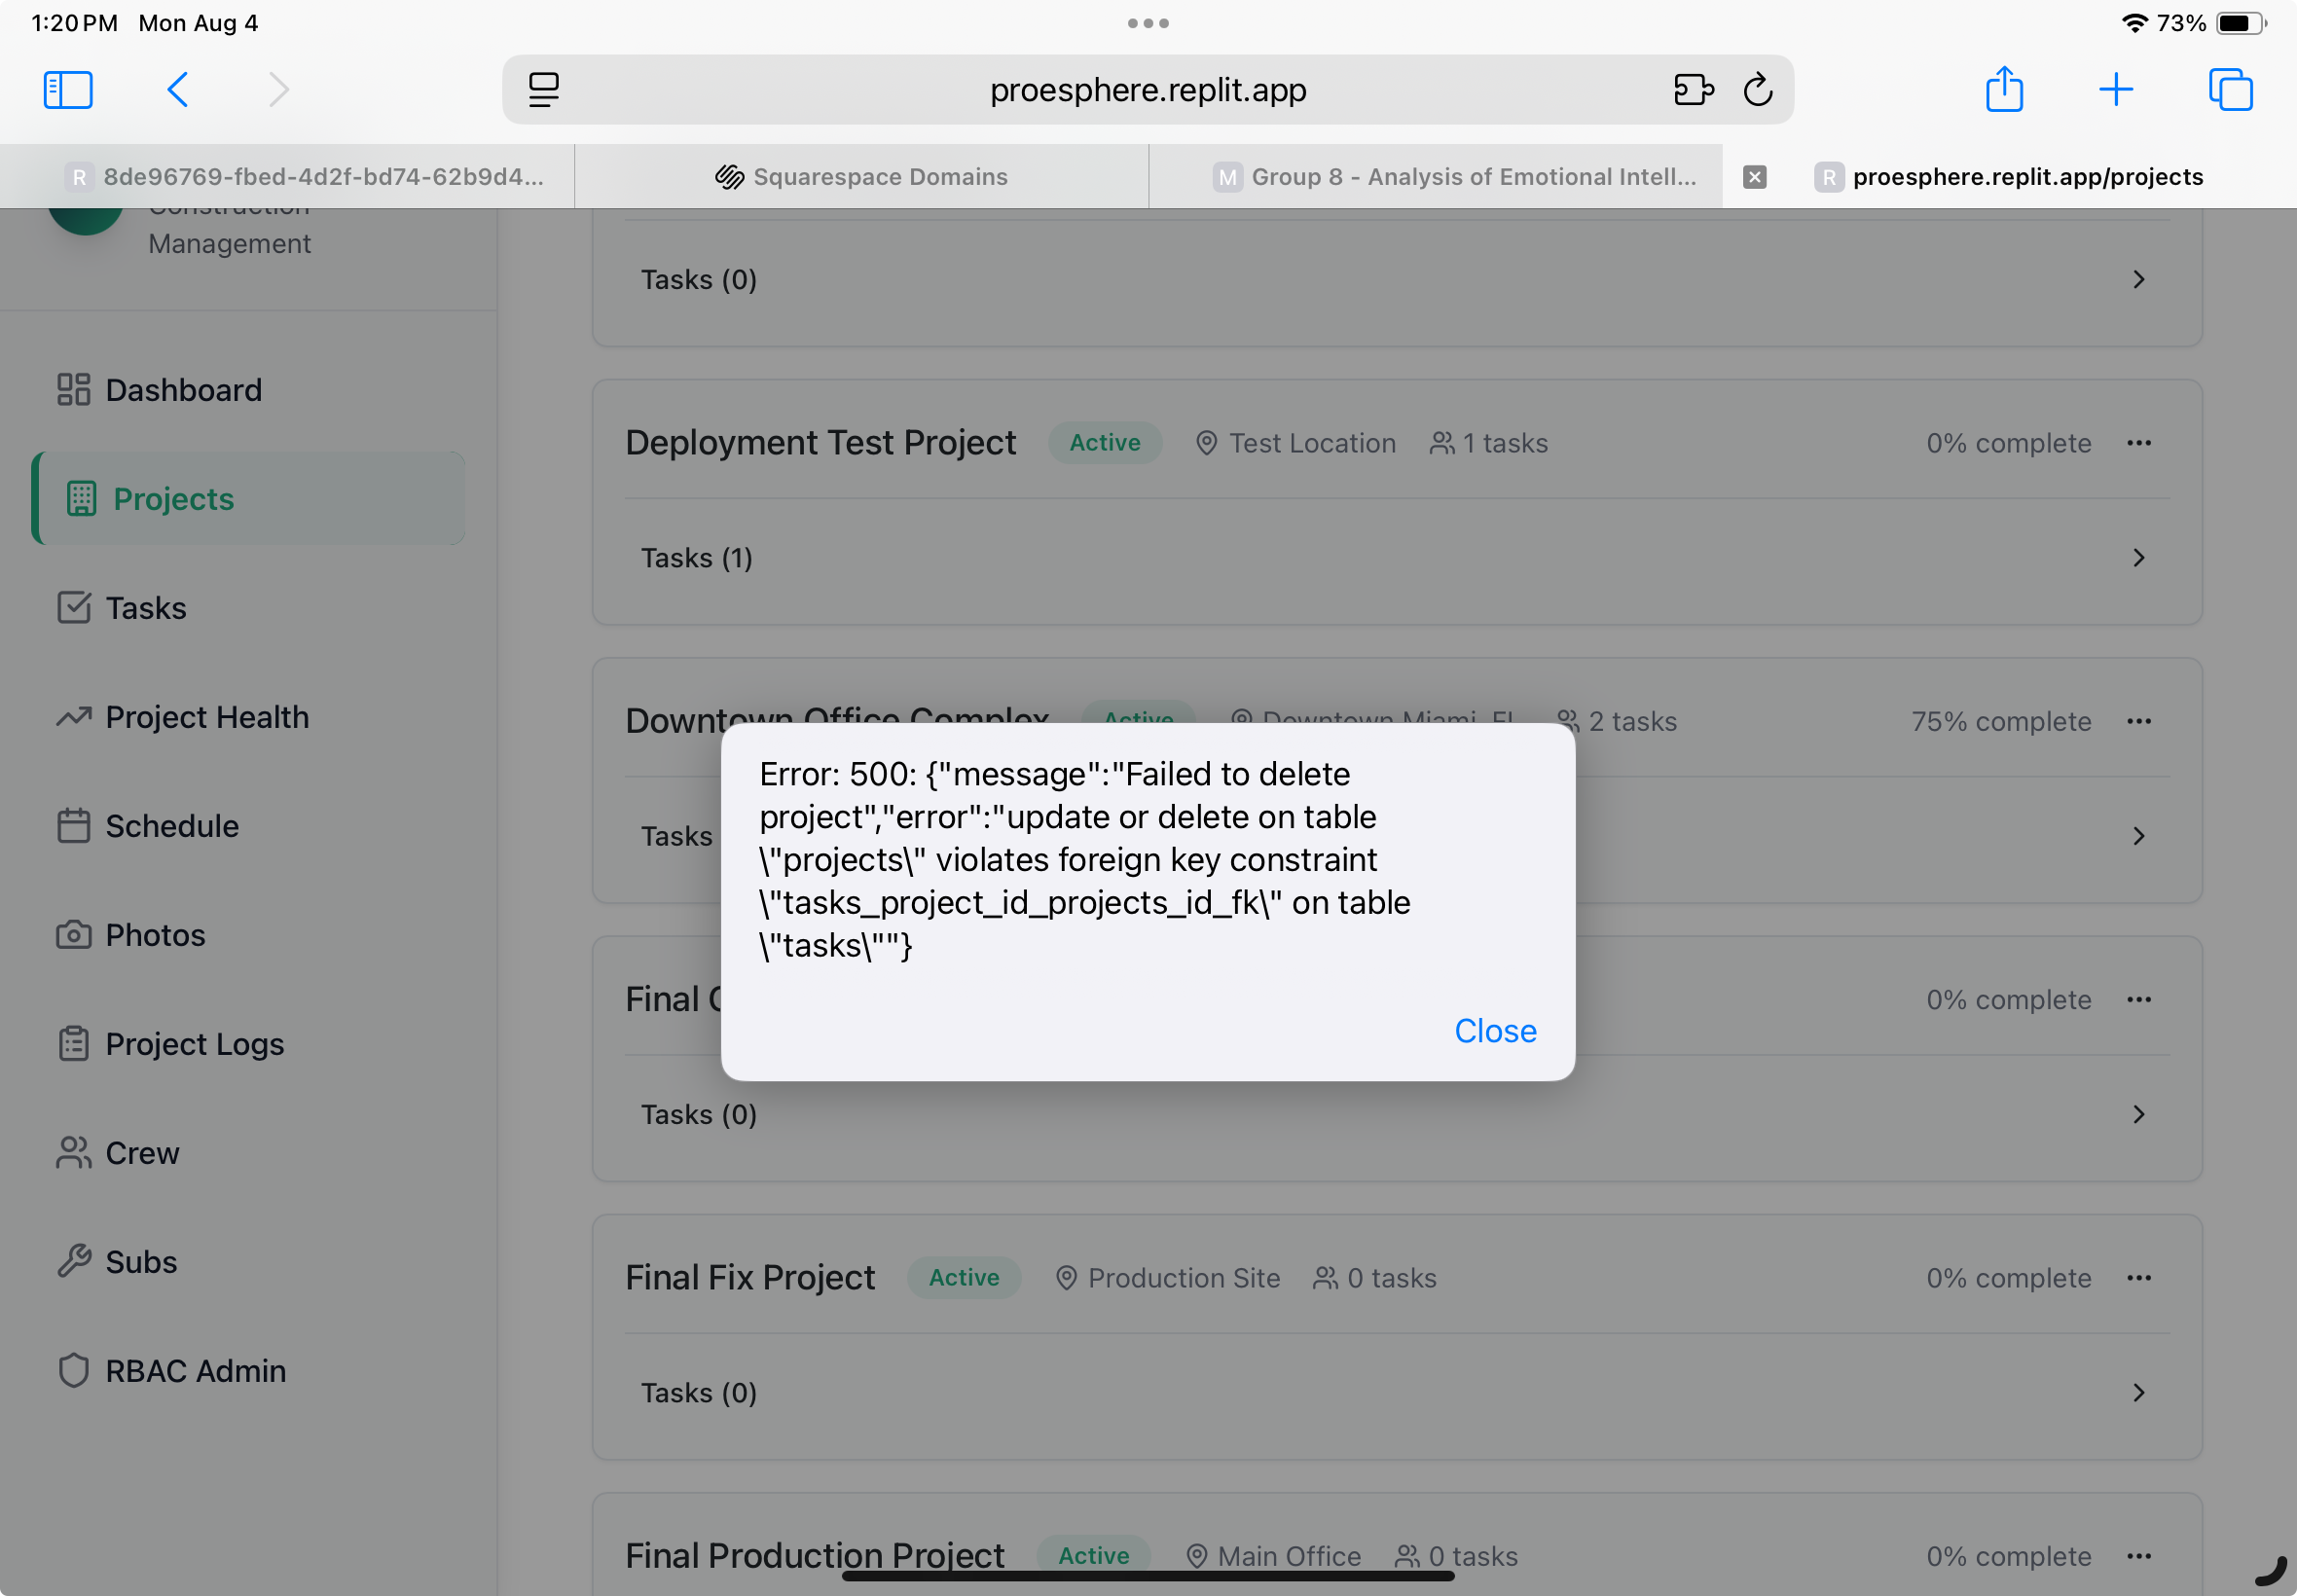 1:20 PM Mon Aug 4
73%
proesphere.replit.app
R 8de96769-fbed-4d2f-bd74-62b9d4...
Squarespace Domains
M Group 8 - Analysis of Emotional Intell...
R proesphere.replit.app/projects
Construction
Management
Dashboard
Projects
Tasks
Project Health
Schedule
Photos
Project Logs
Crew
Subs
RBAC Admin
Tasks (0)
Deployment Test Project Active Test Location 1 tasks 0% complete
Tasks (1)
Downtown Office Complex Active Downtown Miami, FL 2 tasks 75% complete
Tasks
Final 0% complete
Tasks (0)
Final Fix Project Active Production Site 0 tasks 0% complete
Tasks (0)
Final Production Project Active Main Office 0 tasks 0% complete
Error: 500: {"message":"Failed to delete
project","error":"update or delete on table
\"projects\" violates foreign key constraint
\"tasks_project_id_projects_id_fk\" on table
\"tasks\""}
Close